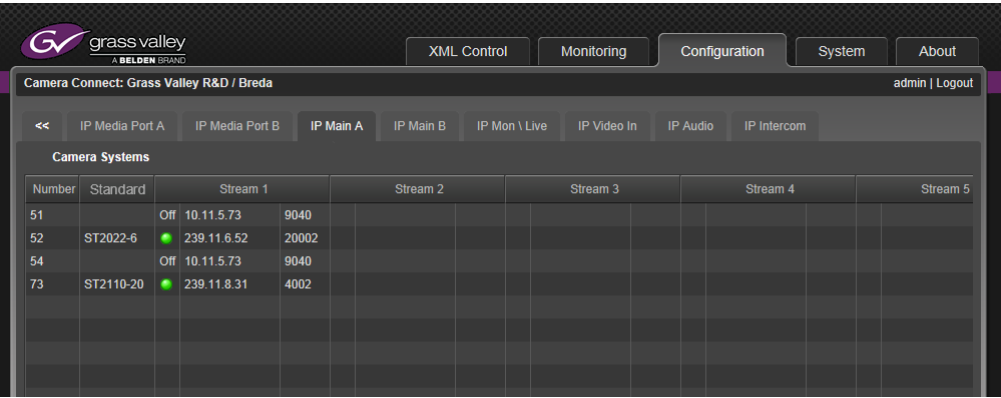 GV grass valley
A BELDEN BRAND
XML Control Monitoring Configuration System About
Camera Connect: Grass Valley R&D / Breda admin | Logout
<< IP Media Port A IP Media Port B IP Main A IP Main B IP Mon \ Live IP Video In IP Audio IP Intercom
Camera Systems
Number Standard Stream 1 Stream 2 Stream 3 Stream 4 Stream 5
51 Off 10.11.5.73 9040
52 ST2022-6 239.11.6.52 20002
54 Off 10.11.5.73 9040
73 ST2110-20 239.11.8.31 4002